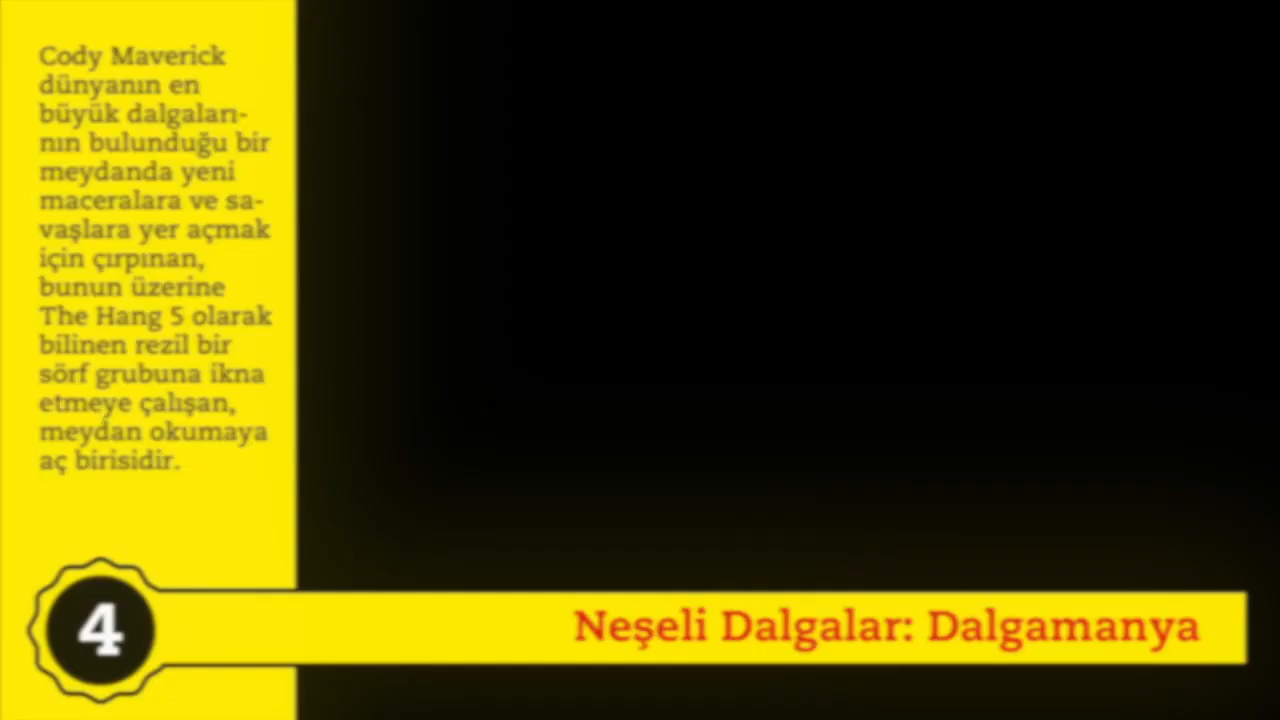 Cody Maverick
dünyanın en
büyük dalgaları-
nın bulunduğu bir
meydanda yeni
maceralara ve sa-
vaşlara yer açmak
için çırpınan,
bunun üzerine
The Hang 5 olarak
bilinen rezil bir
sörf grubuna ikna
etmeye çalışan,
meydan okumaya
aç birisidir.
4
Neşeli Dalgalar: Dalgamanya